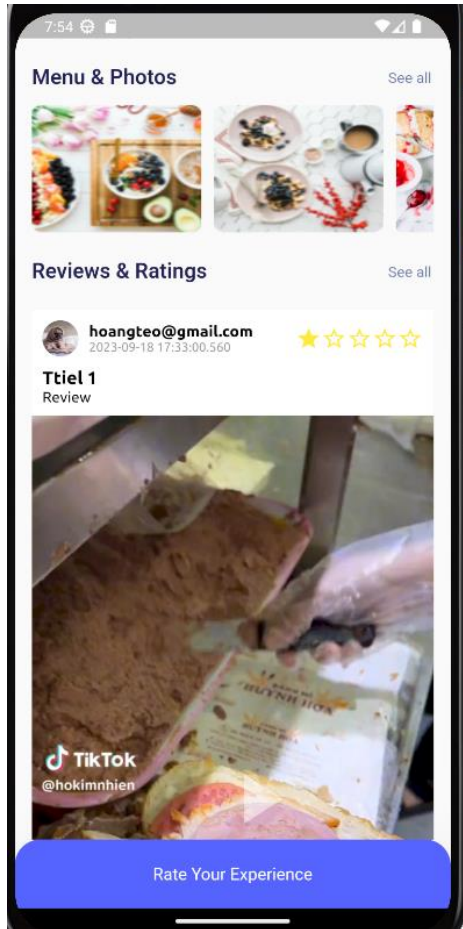 7:54
Menu & Photos
See all
Reviews & Ratings
See all
hoangteo@gmail.com
2023-09-18 17:33:00.560
Ttiel 1
Review
TikTok
@hokimnhien
Rate Your Experience